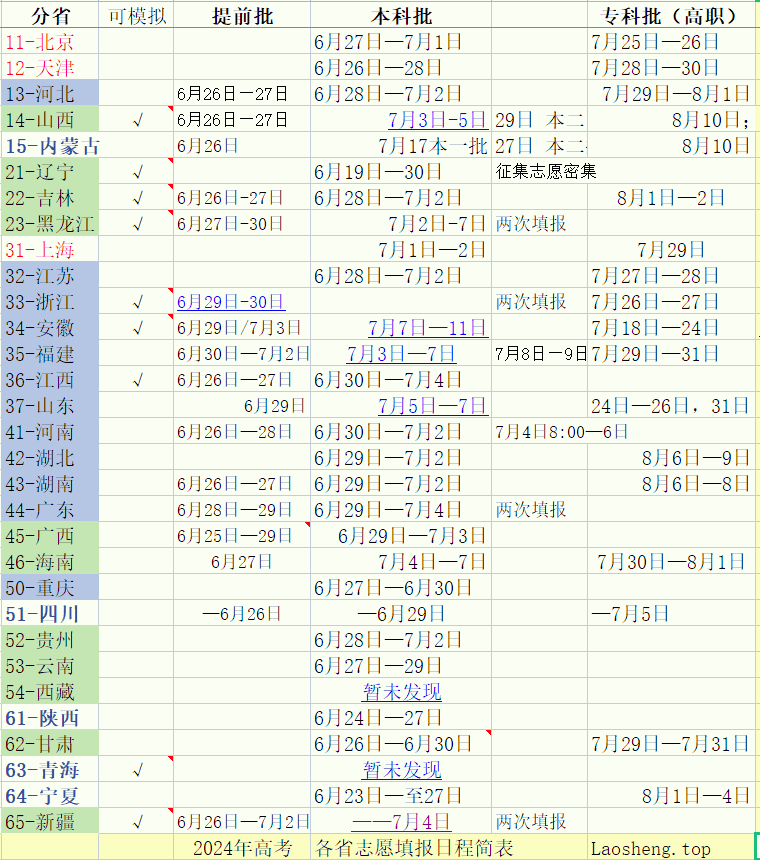 分省 可模拟 提前批 本科批 专科批（高职）
11-北京 6月27日—7月1日 7月25日—26日
12-天津 6月26日—28日 7月28日—30日
13-河北 6月26日—27日 6月28日—7月2日 7月29日—8月1日
14-山西 √ 6月26日—27日 7月3日-5日 29日 本二 8月10日;
15-内蒙古 6月26日 7月17本一批 27日 本二 8月10日
21-辽宁 √ 6月19日—30日 征集志愿密集
22-吉林 √ 6月26日-27日 6月28日—7月2日 8月1日—2日
23-黑龙江 √ 6月27日-30日 7月2日-7日 两次填报
31-上海 7月1日—2日 7月29日
32-江苏 6月28日—7月2日 7月27日—28日
33-浙江 √ 6月29日-30日 两次填报 7月26日—27日
34-安徽 √ 6月29日/7月3日 7月7日—11日 7月18日—24日
35-福建 6月30日—7月2日 7月3日—7日 7月8日—9日 7月29日—31日
36-江西 √ 6月26日—27日 6月30日—7月4日
37-山东 6月29日 7月5日—7日 24日—26日，31日
41-河南 6月26日—28日 6月30日—7月2日 7月4日8:00—6日
42-湖北 6月29日—7月2日 8月6日—9日
43-湖南 6月26日—27日 6月29日—7月2日 8月6日—8日
44-广东 6月28日—29日 6月29日—7月4日 两次填报
45-广西 6月25日—29日 6月29日—7月3日
46-海南 6月27日 7月4日—7日 7月30日—8月1日
50-重庆 6月27日—6月30日
51-四川 —6月26日 —6月29日 —7月5日
52-贵州 6月28日—7月2日
53-云南 6月27日—29日
54-西藏 暂未发现
61-陕西 6月24日—27日
62-甘肃 6月26日—6月30日 7月29日—7月31日
63-青海 √ 暂未发现
64-宁夏 6月23日—至27日 8月1日—4日
65-新疆 √ 6月26日—7月2日 ——7月4日 两次填报
2024年高考 各省志愿填报日程简表 Laosheng.top